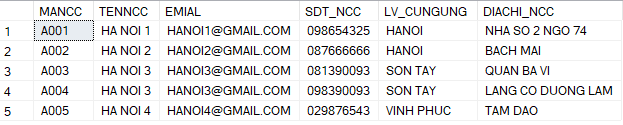 MANCC TENNCC EMIAL SDT_NCC LV_CUNGUNG DIACHI_NCC
1 A001 HA NOI 1 HANOI1@GMAIL.COM 098654325 HANOI NHA SO 2 NGO 74
2 A002 HA NOI 2 HANOI2@GMAIL.COM 087666666 HANOI BACH MAI
3 A003 HA NOI 3 HANOI3@GMAIL.COM 081390093 SON TAY QUAN BA VI
4 A004 HA NOI 3 HANOI3@GMAIL.COM 098390093 SON TAY LANG CO DUONG LAM
5 A005 HA NOI 4 HANOI4@GMAIL.COM 029876543 VINH PHUC TAM DAO